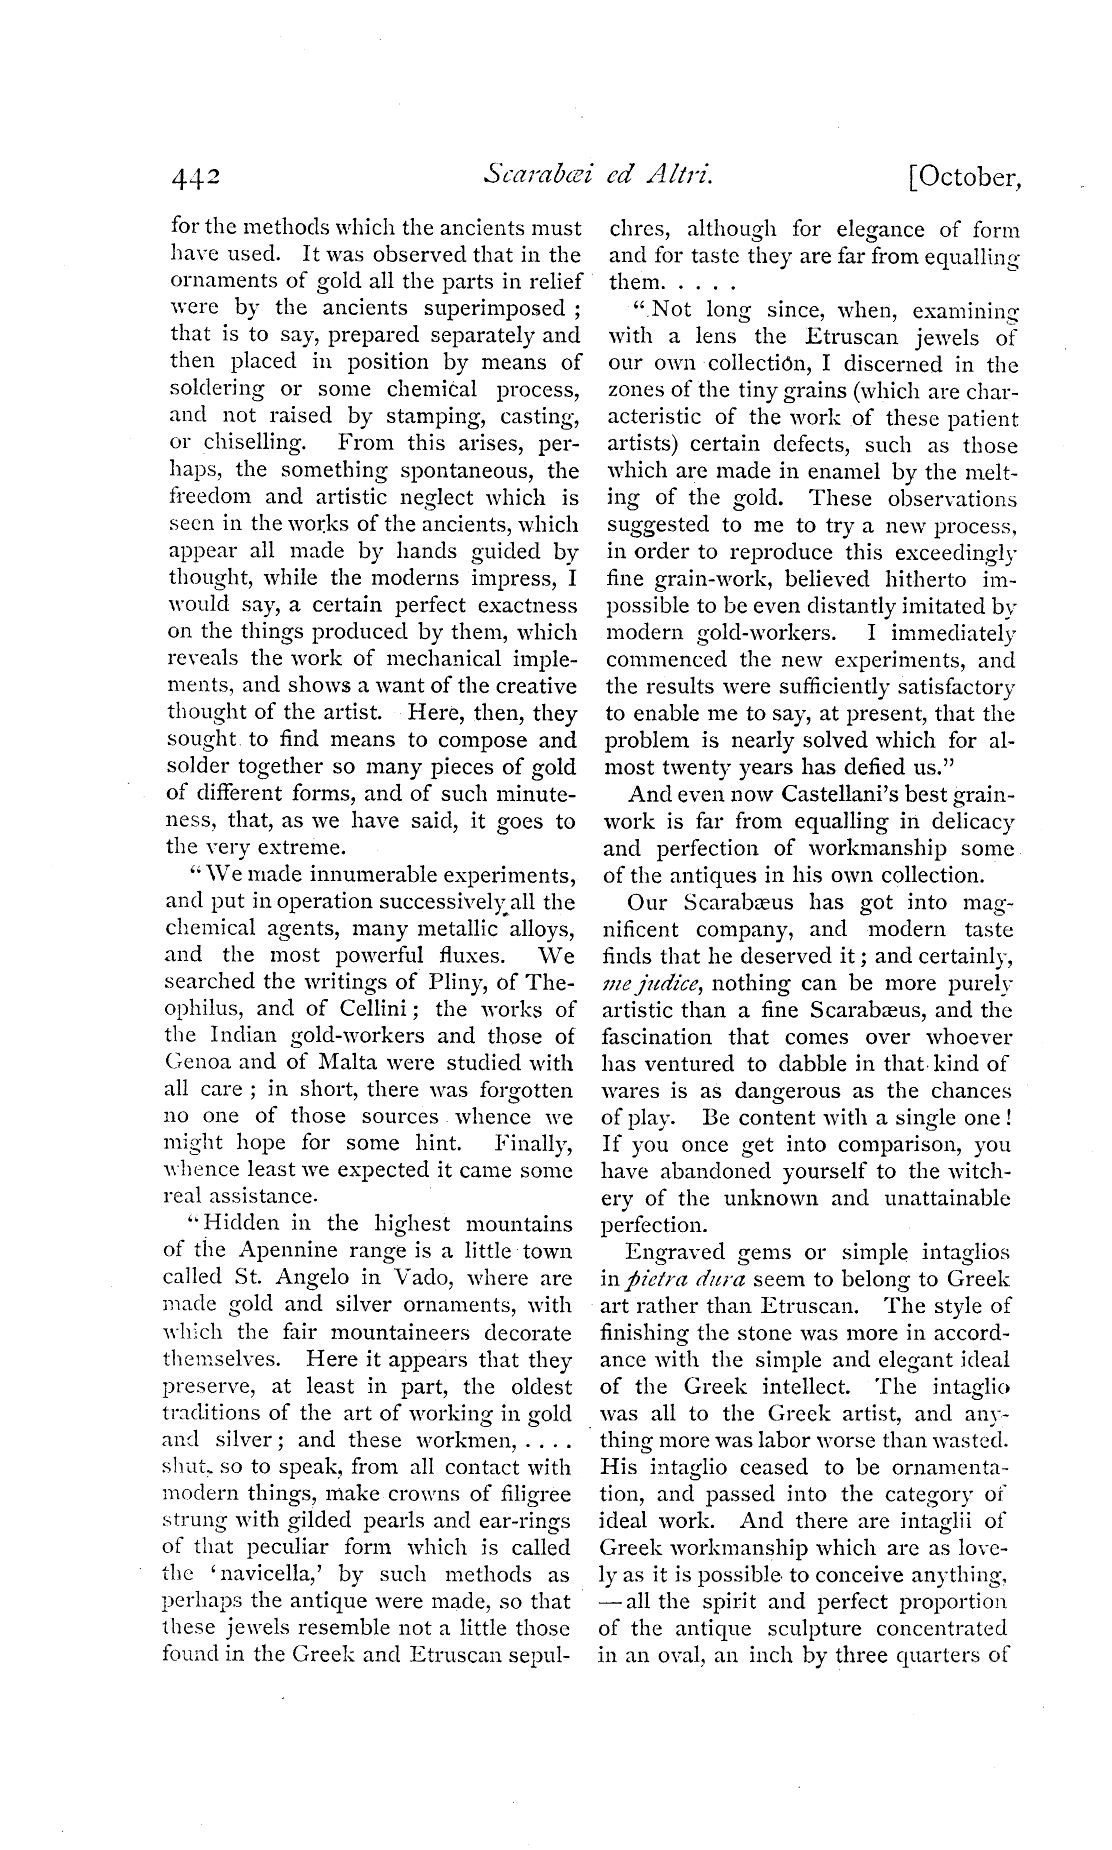 442 Scarabœi ed Altri. [October,
for the methods which the ancients must
have used. It was observed that in the
ornaments of gold all the parts in relief
were by the ancients superimposed ;
that is to say, prepared separately and
then placed in position by means of
soldering or some chemical process,
and not raised by stamping, casting,
or chiselling. From this arises, per-
haps, the something spontaneous, the
freedom and artistic neglect which is
seen in the works of the ancients, which
appear all made by hands guided by
thought, while the moderns impress, I
would say, a certain perfect exactness
on the things produced by them, which
reveals the work of mechanical imple-
ments, and shows a want of the creative
thought of the artist. Here, then, they
sought to find means to compose and
solder together so many pieces of gold
of different forms, and of such minute-
ness, that, as we have said, it goes to
the very extreme.
“We made innumerable experiments,
and put in operation successively all the
chemical agents, many metallic alloys,
and the most powerful fluxes. We
searched the writings of Pliny, of The-
ophilus, and of Cellini ; the works of
the Indian gold-workers and those of
Genoa and of Malta were studied with
all care ; in short, there was forgotten
no one of those sources whence we
might hope for some hint. Finally,
whence least we expected it came some
real assistance.
“Hidden in the highest mountains
of the Apennine range is a little town
called St. Angelo in Vado, where are
made gold and silver ornaments, with
which the fair mountaineers decorate
themselves. Here it appears that they
preserve, at least in part, the oldest
traditions of the art of working in gold
and silver ; and these workmen, . . . .
shut, so to speak, from all contact with
modern things, make crowns of filigree
strung with gilded pearls and ear-rings
of that peculiar form which is called
the ‘navicella,’ by such methods as
perhaps the antique were made, so that
these jewels resemble not a little those
found in the Greek and Etruscan sepul-
chres, although for elegance of form
and for taste they are far from equalling
them. . . . .
“Not long since, when, examining
with a lens the Etruscan jewels of
our own collection, I discerned in the
zones of the tiny grains (which are char-
acteristic of the work of these patient
artists) certain defects, such as those
which are made in enamel by the melt-
ing of the gold. These observations
suggested to me to try a new process,
in order to reproduce this exceedingly
fine grain-work, believed hitherto im-
possible to be even distantly imitated by
modern gold-workers. I immediately
commenced the new experiments, and
the results were sufficiently satisfactory
to enable me to say, at present, that the
problem is nearly solved which for al-
most twenty years has defied us.”
And even now Castellani’s best grain-
work is far from equalling in delicacy
and perfection of workmanship some
of the antiques in his own collection.
Our Scarabæus has got into mag-
nificent company, and modern taste
finds that he deserved it ; and certainly,
me judice, nothing can be more purely
artistic than a fine Scarabæus, and the
fascination that comes over whoever
has ventured to dabble in that kind of
wares is as dangerous as the chances
of play. Be content with a single one !
If you once get into comparison, you
have abandoned yourself to the witch-
ery of the unknown and unattainable
perfection.
Engraved gems or simple intaglios
in pietra dura seem to belong to Greek
art rather than Etruscan. The style of
finishing the stone was more in accord-
ance with the simple and elegant ideal
of the Greek intellect. The intaglio
was all to the Greek artist, and any-
thing more was labor worse than wasted.
His intaglio ceased to be ornamenta-
tion, and passed into the category of
ideal work. And there are intaglii of
Greek workmanship which are as love-
ly as it is possible to conceive anything,
— all the spirit and perfect proportion
of the antique sculpture concentrated
in an oval, an inch by three quarters of